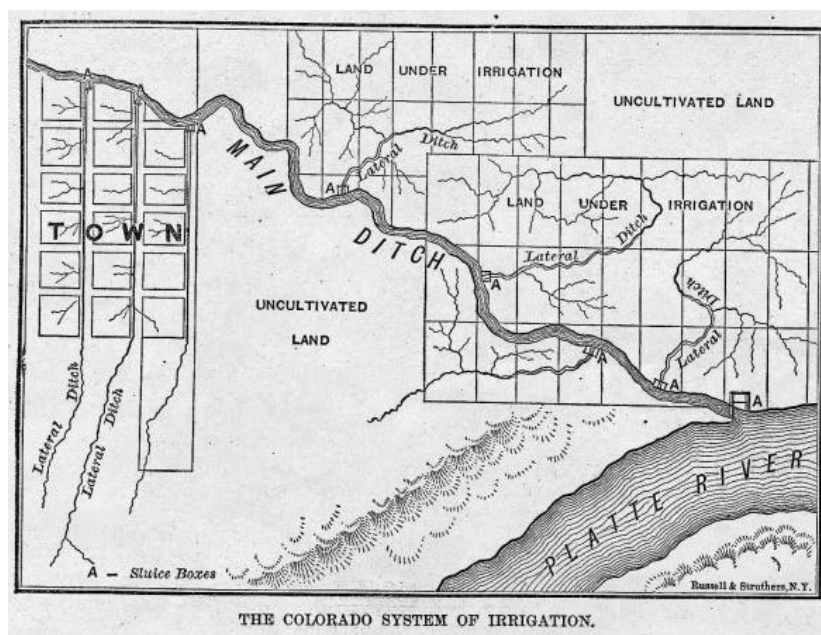 A
A
A
LAND UNDER IRRIGATION
UNCULTIVATED LAND
MAIN
DITCH
A
Lateral
Ditch
LAND UNDER IRRIGATION
TOWN
Lateral
Ditch
A
Ditch
Lateral
UNCULTIVATED
LAND
A
A
A
Lateral
Ditch
Lateral
Ditch
PLATTE RIVER
A — Sluice Boxes
Russell & Struthers, N.Y.
THE COLORADO SYSTEM OF IRRIGATION.